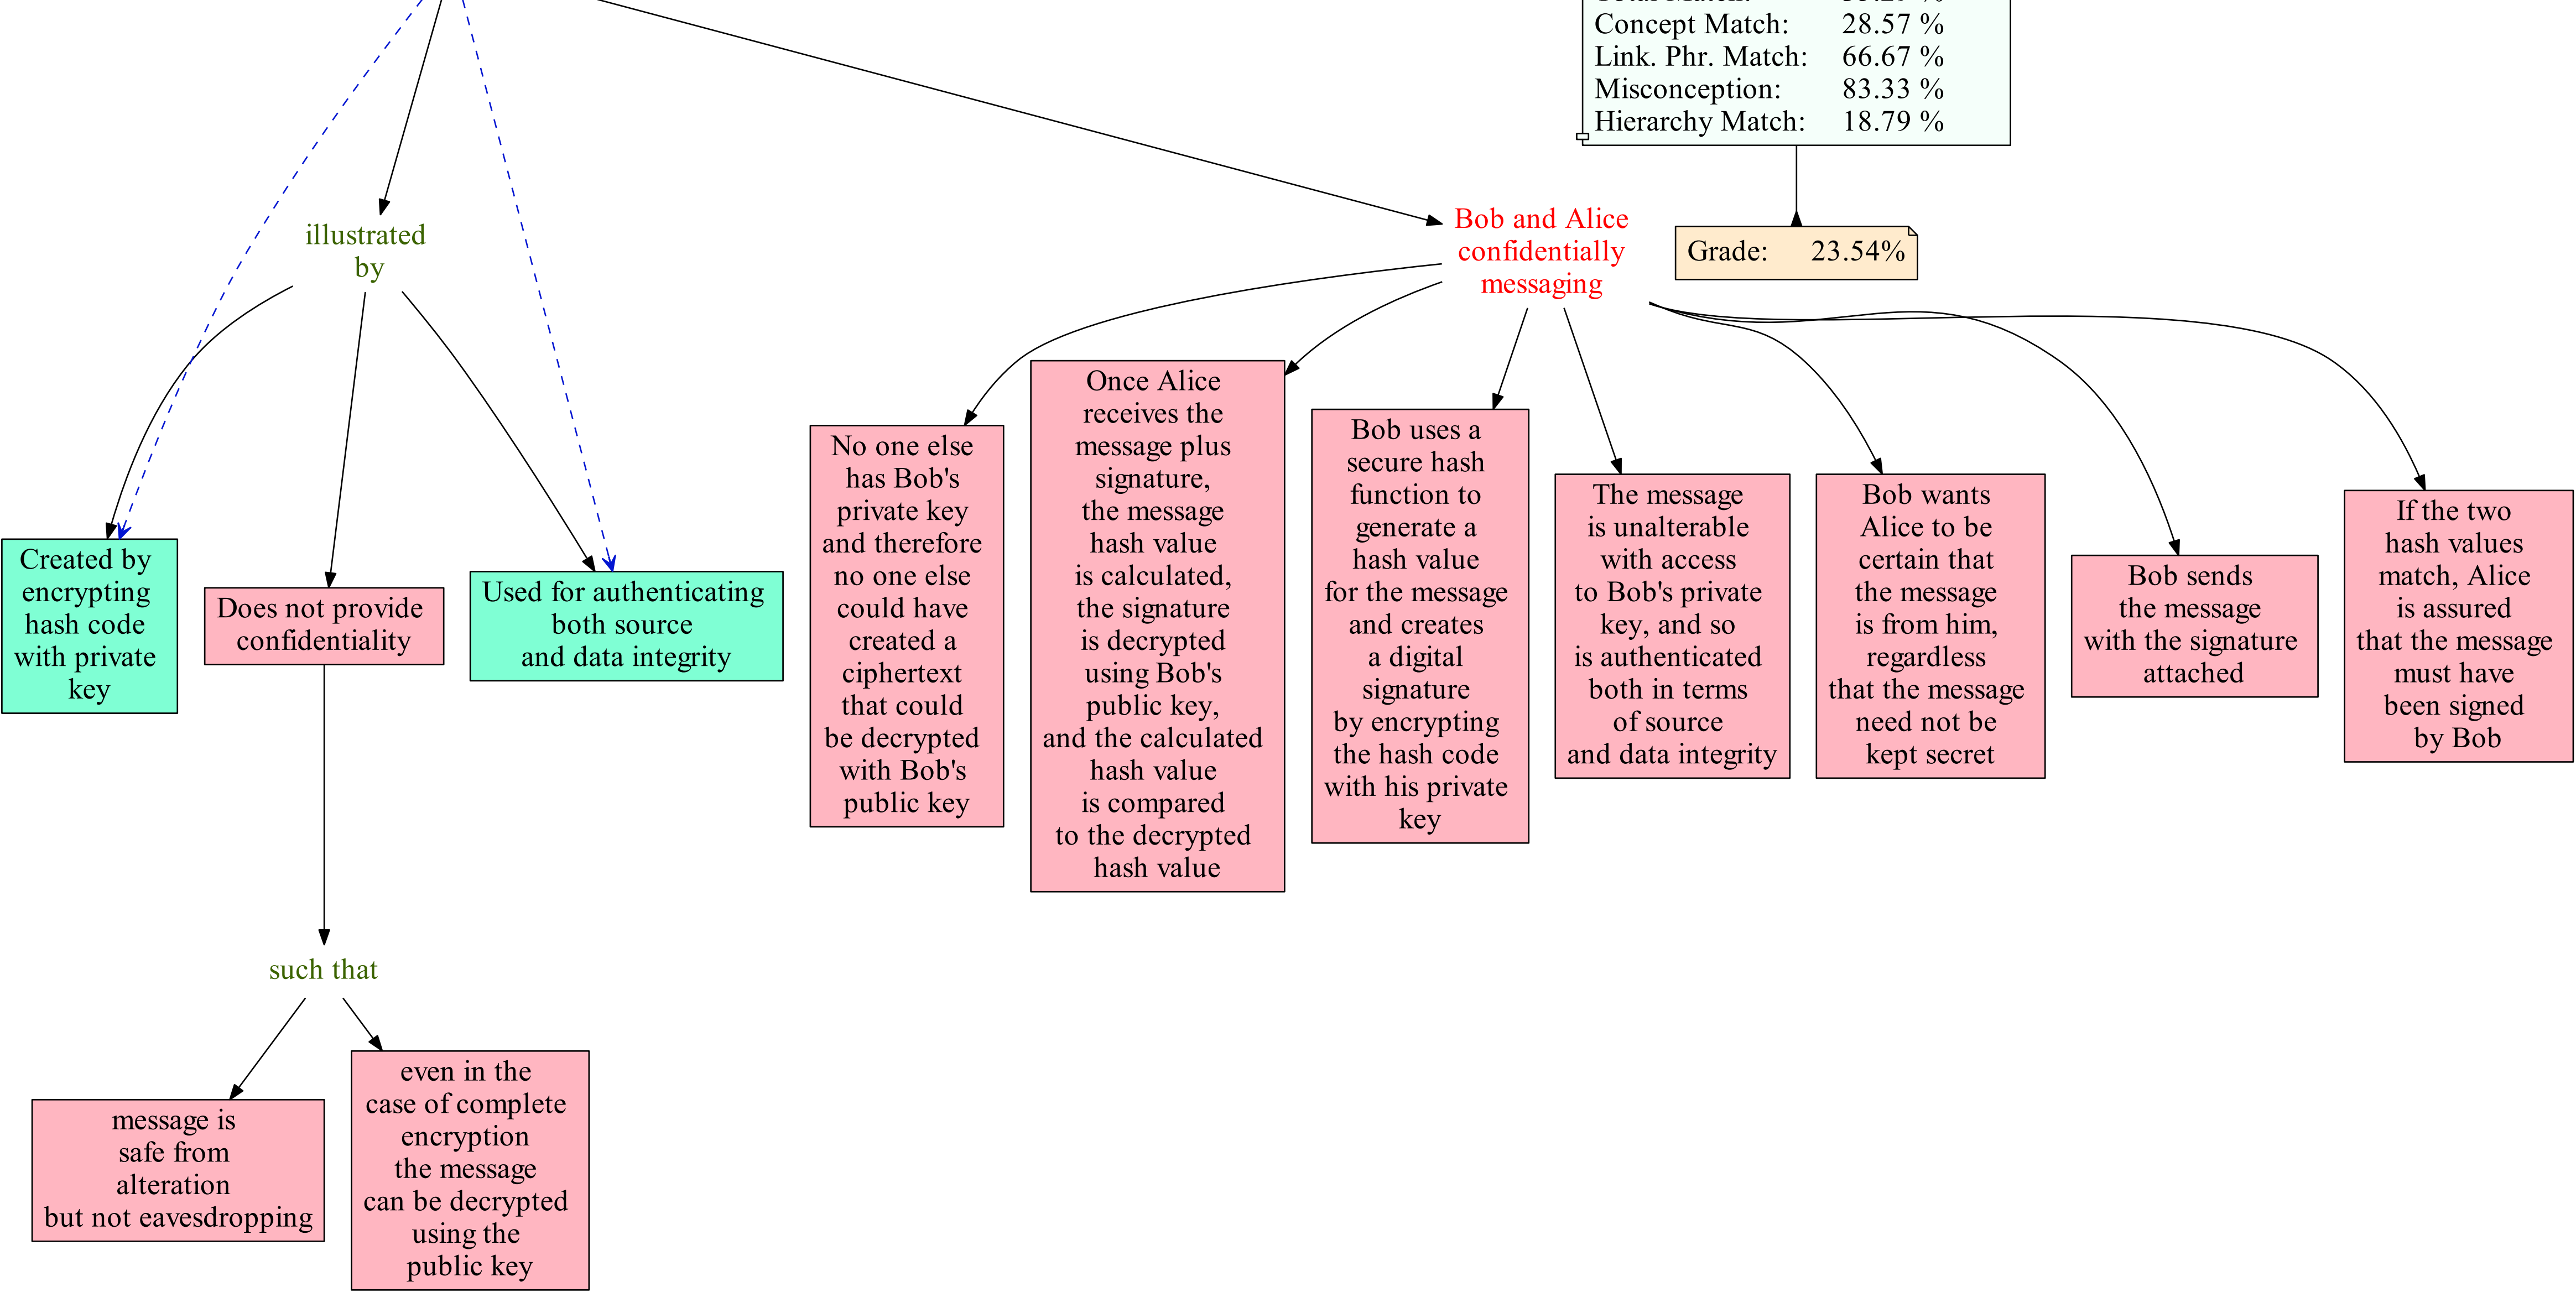 Concept Match: 28.57 %
Link. Phr. Match: 66.67 %
Misconception: 83.33 %
Hierarchy Match: 18.79 %
Grade: 23.54%
illustrated
by
Bob and Alice
confidentially
messaging
Created by
encrypting
hash code
with private
key
Does not provide
confidentiality
Used for authenticating
both source
and data integrity
No one else
has Bob's
private key
and therefore
no one else
could have
created a
ciphertext
that could
be decrypted
with Bob's
public key
Once Alice
receives the
message plus
signature,
the message
hash value
is calculated,
the signature
is decrypted
using Bob's
public key,
and the calculated
hash value
is compared
to the decrypted
hash value
Bob uses a
secure hash
function to
generate a
hash value
for the message
and creates
a digital
signature
by encrypting
the hash code
with his private
key
The message
is unalterable
with access
to Bob's private
key, and so
is authenticated
both in terms
of source
and data integrity
Bob wants
Alice to be
certain that
the message
is from him,
regardless
that the message
need not be
kept secret
Bob sends
the message
with the signature
attached
If the two
hash values
match, Alice
is assured
that the message
must have
been signed
by Bob
such that
message is
safe from
alteration
but not eavesdropping
even in the
case of complete
encryption
the message
can be decrypted
using the
public key